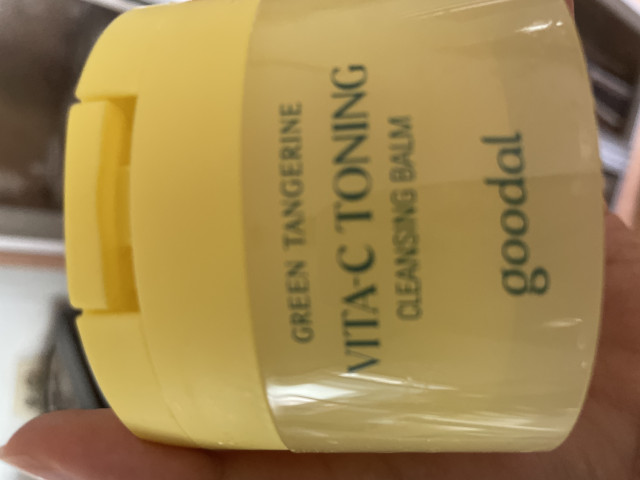 GREEN TANGERINE
VITA-C TONING
CLEANSING BALM
goodal